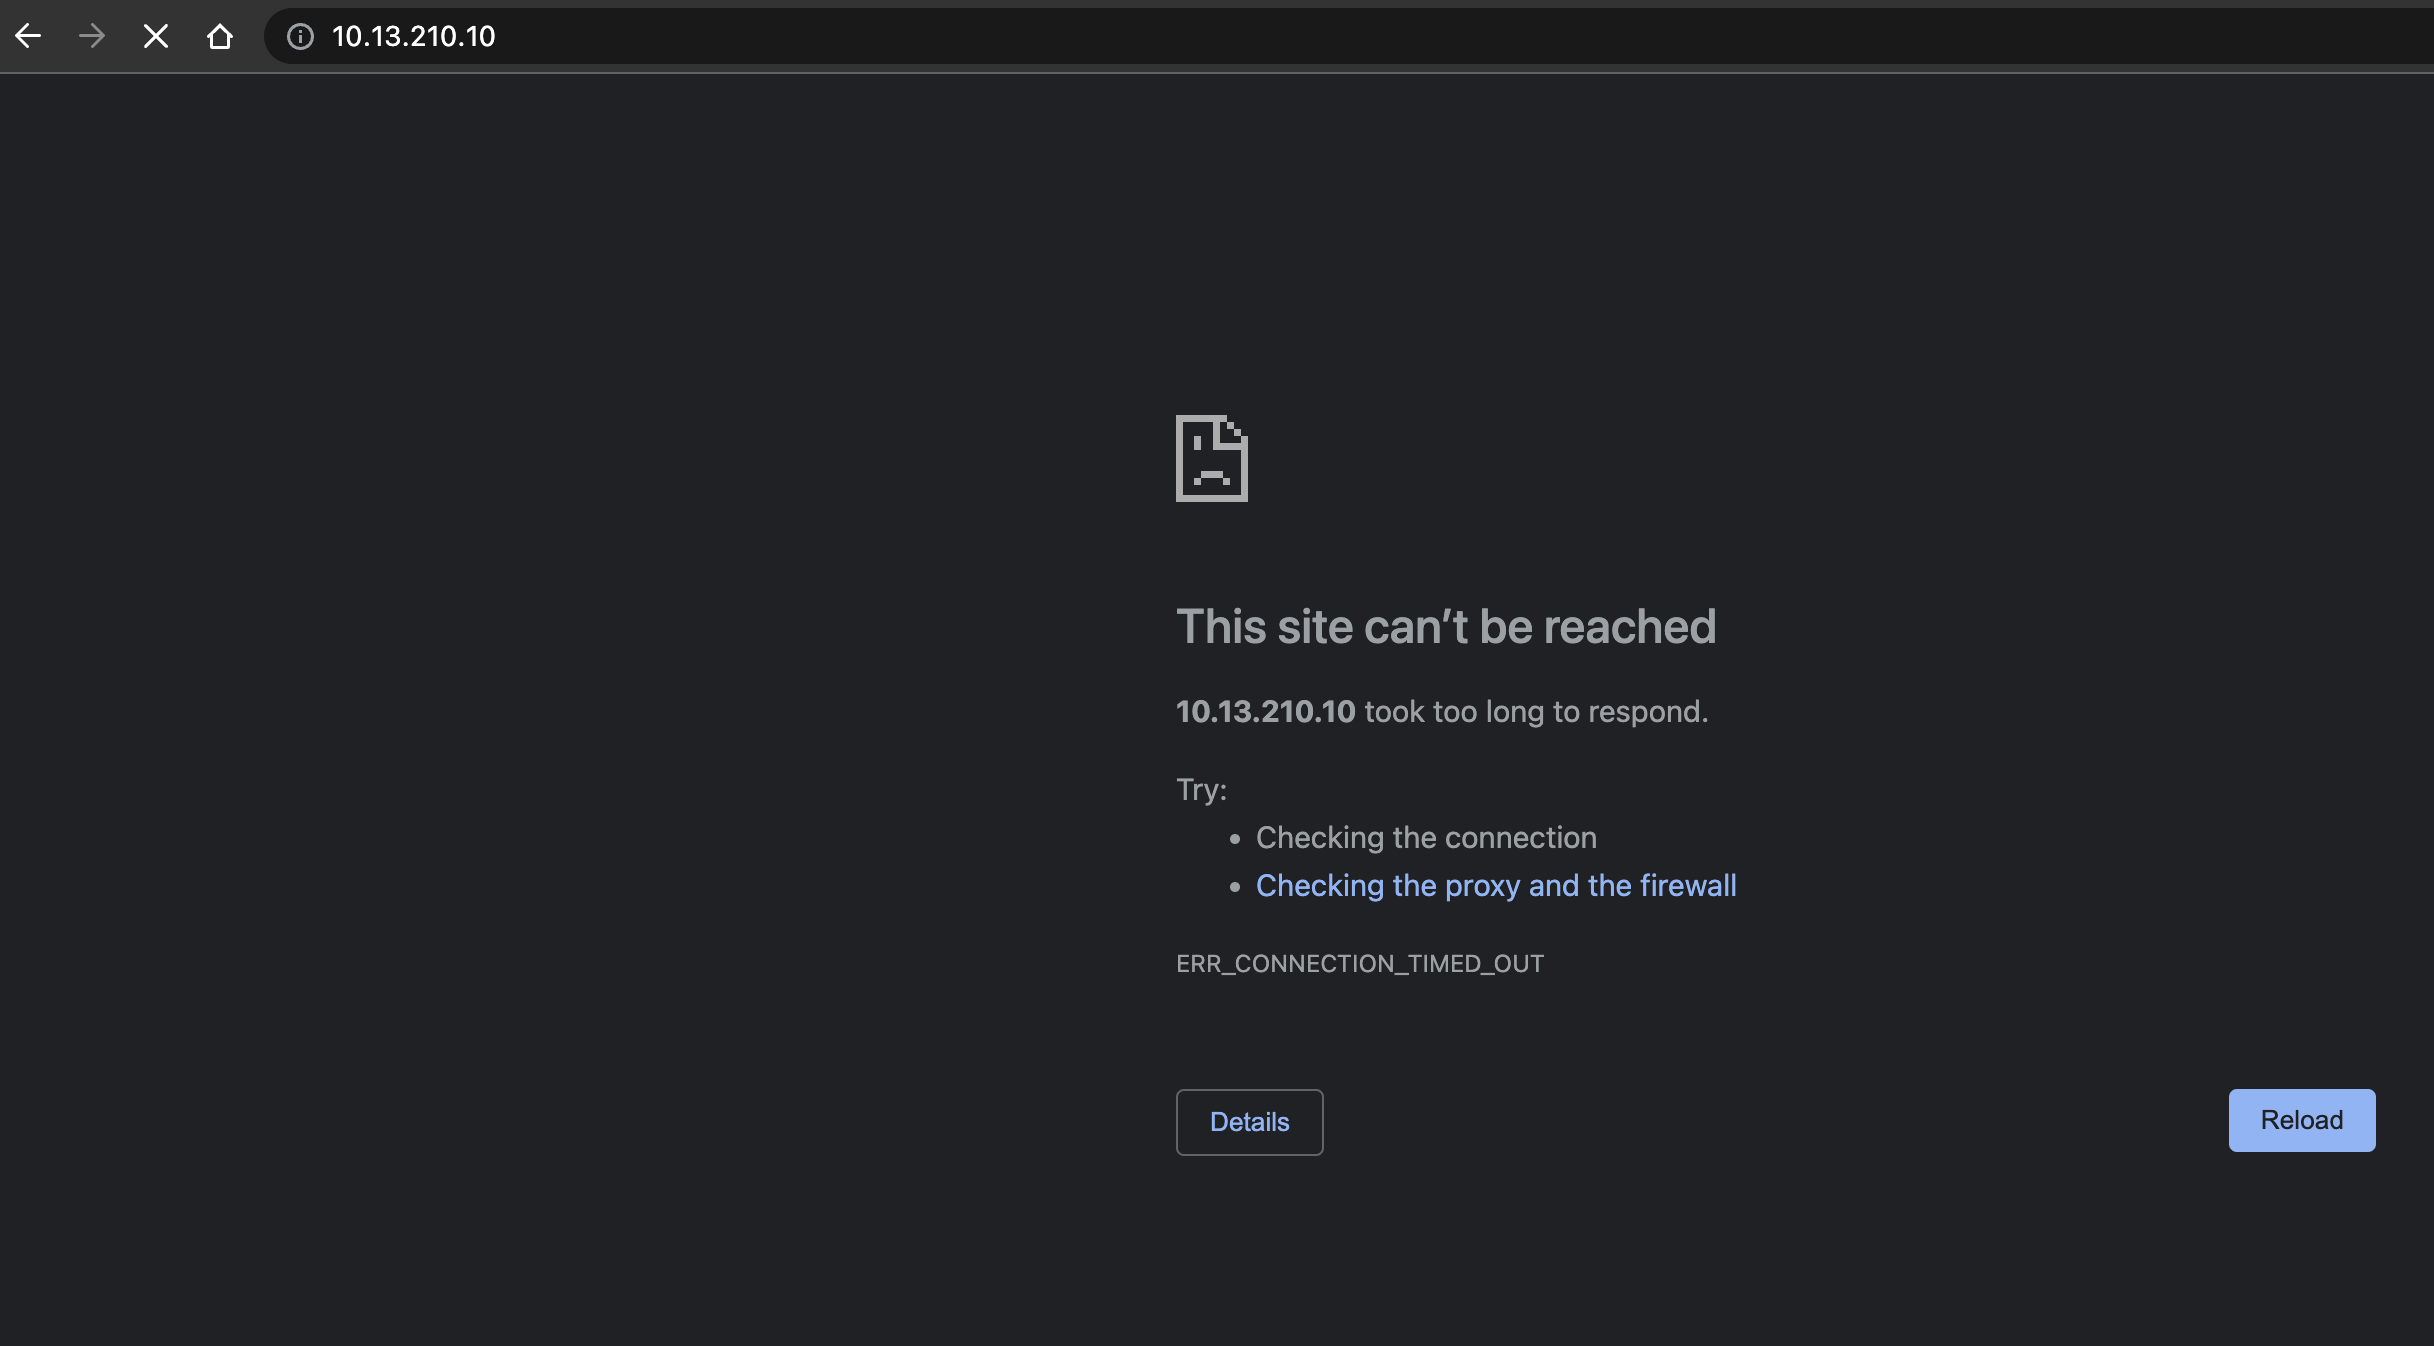 10.13.210.10
This site can’t be reached
10.13.210.10 took too long to respond.
Try:
• Checking the connection
• Checking the proxy and the firewall
ERR_CONNECTION_TIMED_OUT
Details
Reload